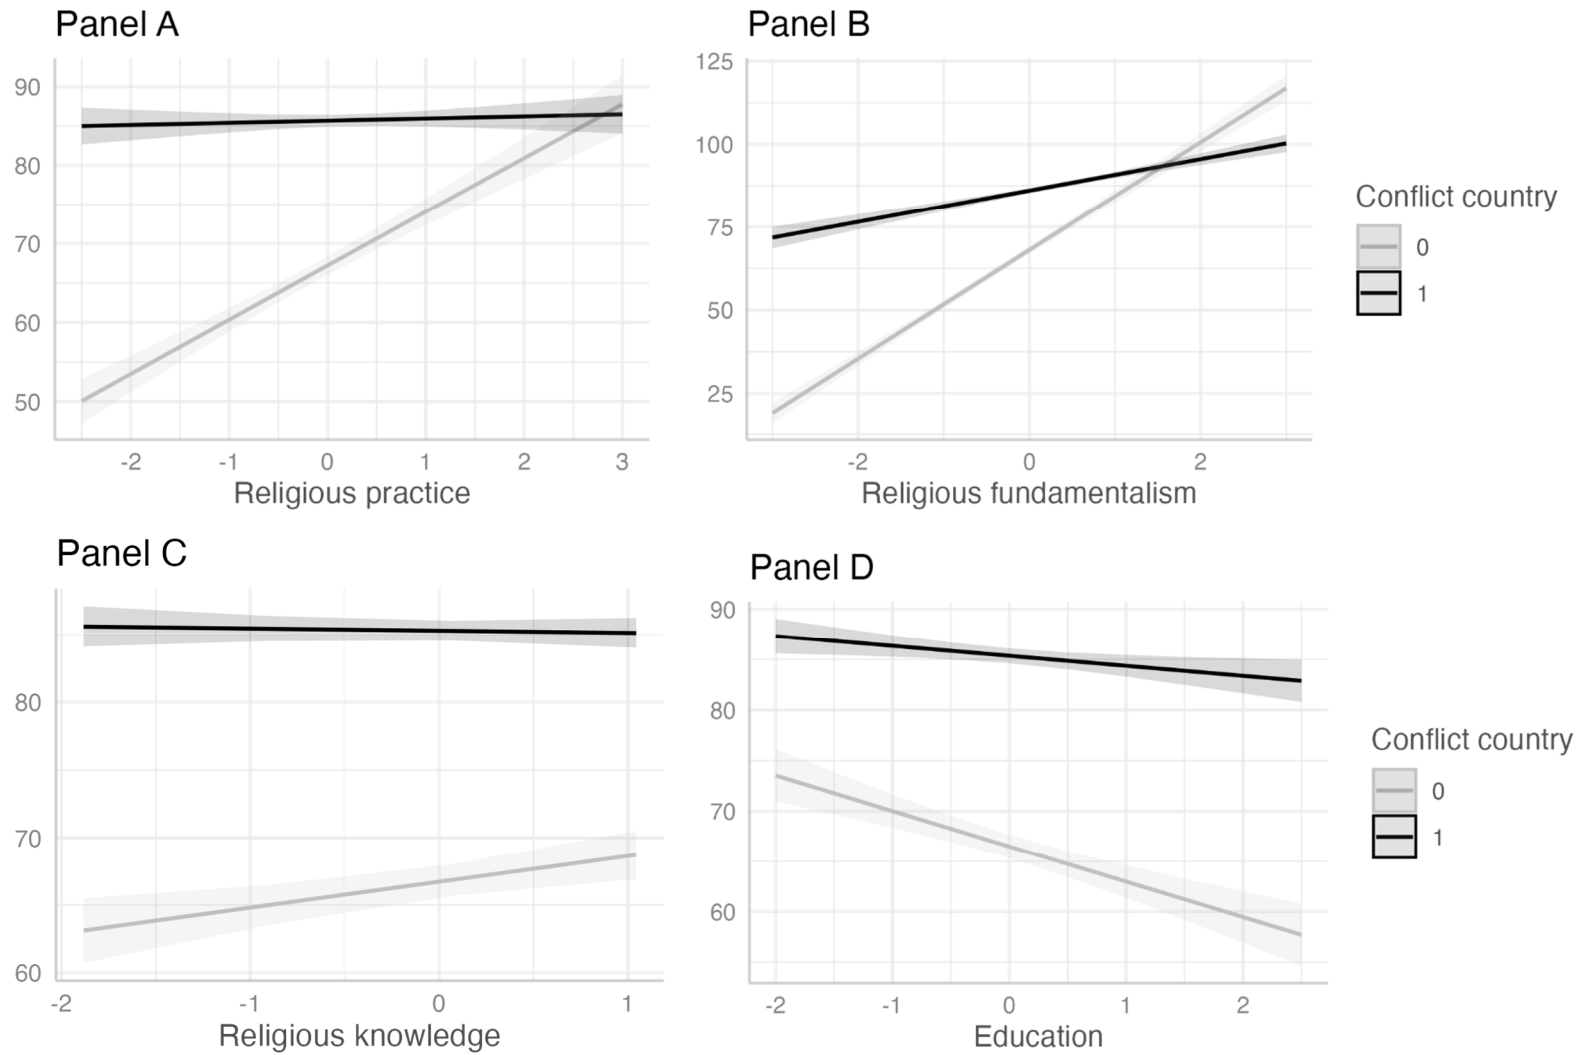 Panel A
90
80
70
60
50
-2 -1 0 1 2 3
Religious practice
Panel B
125
100
75
50
25
-2 0 2
Religious fundamentalism
Conflict country
0
1
Panel C
80
70
60
-2 -1 0 1
Religious knowledge
Panel D
90
80
70
60
-2 -1 0 1 2
Education
Conflict country
0
1